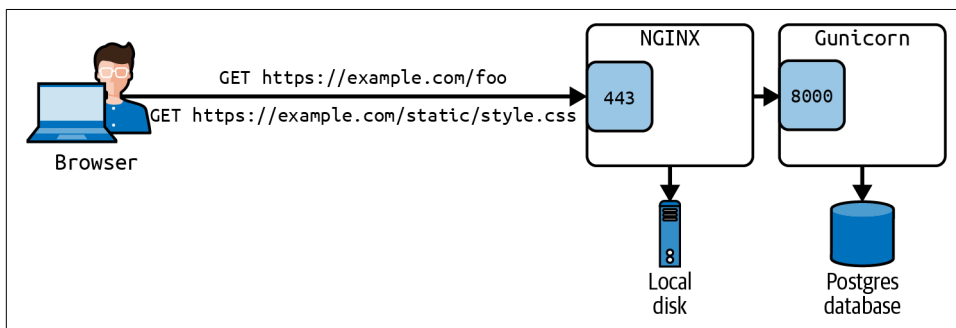 NGINX
Gunicorn
GET https://example.com/foo
443
8000
GET https://example.com/static/style.css
Browser
Local
disk
Postgres
database